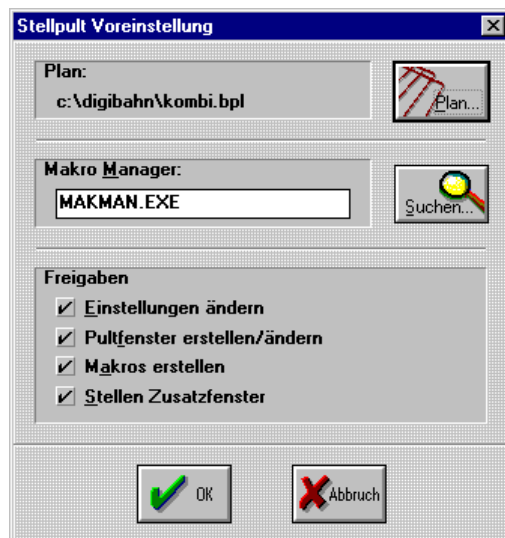 Stellpult Voreinstellung
Plan:
c:\digibahn\kombi.bpl
Plan...
Makro Manager:
MAKMAN.EXE
Suchen...
Freigaben
Einstellungen ändern
Pultfenster erstellen/ändern
Makros erstellen
Stellen Zusatzfenster
OK
Abbruch